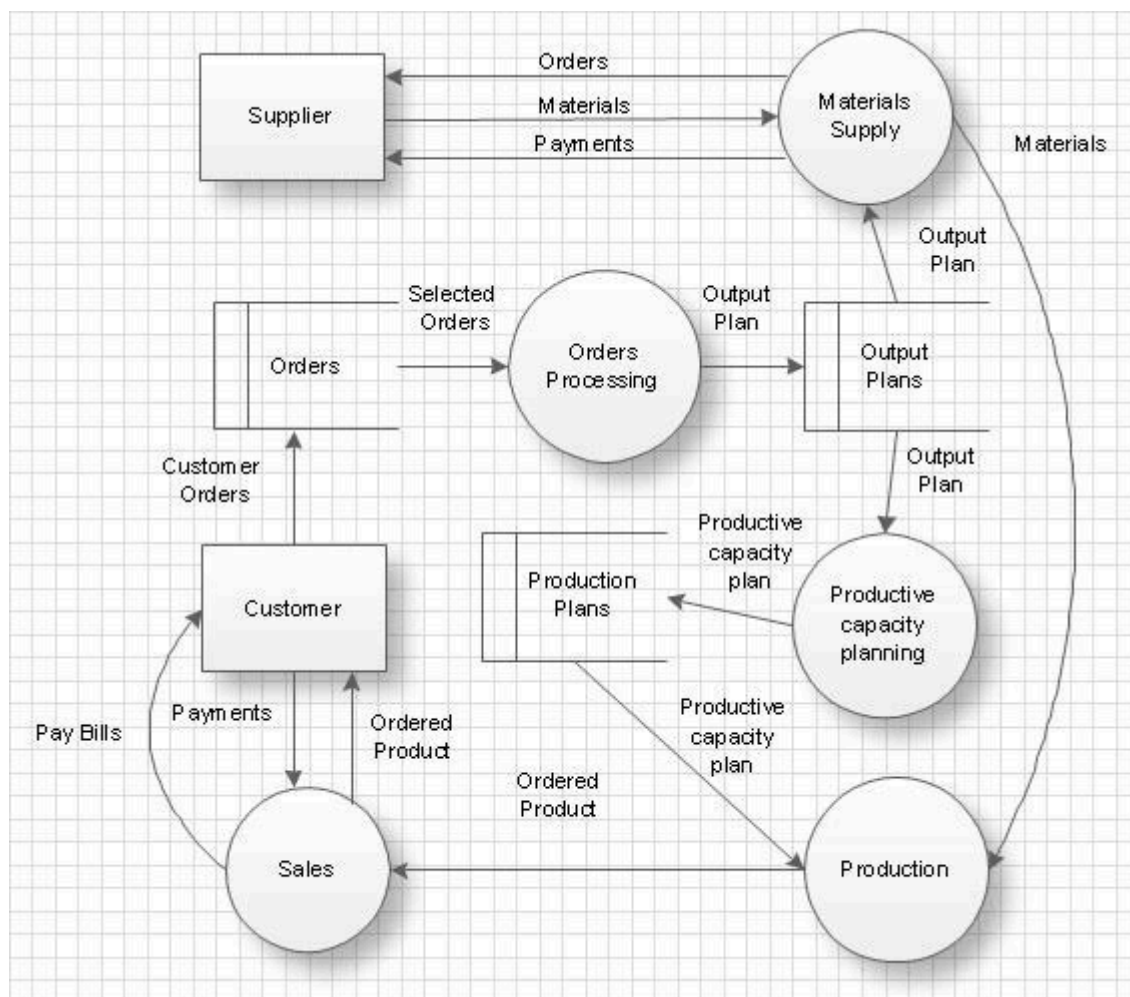 Orders
Supplier
Materials
Materials
Supply
Materials
Payments
Output
Plan
Selected
Orders
Output
Plan
Orders
Orders
Processing
Output
Plans
Customer
Orders
Output
Plan
Productive
capacity
plan
Production
Plans
Customer
Productive
capacity
planning
Payments
Ordered
Product
Pay Bills
Productive
capacity
plan
Ordered
Product
Sales
Production